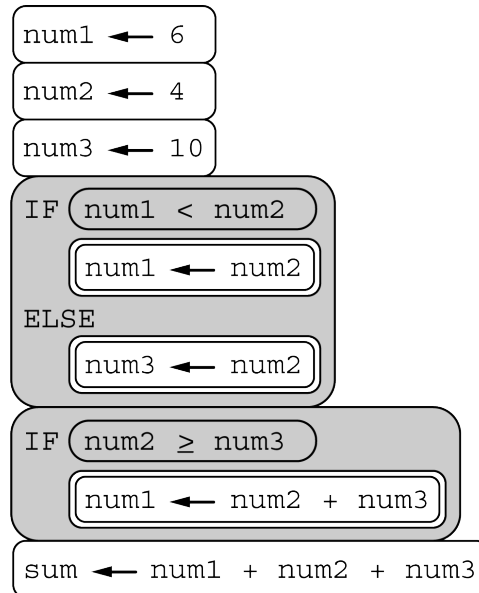 num1 ← 6
num2 ← 4
num3 ← 10
IF num1 < num2
num1 ← num2
ELSE
num3 ← num2
IF num2 ≥ num3
num1 ← num2 + num3
sum ← num1 + num2 + num3